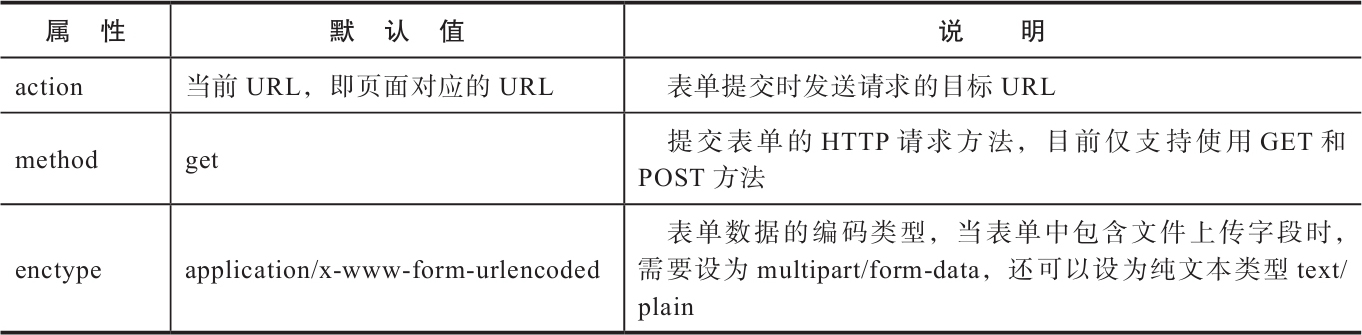 属 性 默 认 值 说 明
action 当前 URL，即页面对应的 URL 表单提交时发送请求的目标 URL
method get 提交表单的 HTTP 请求方法，目前仅支持使用 GET 和
POST 方法
enctype application/x-www-form-urlencoded 表单数据的编码类型，当表单中包含文件上传字段时，
需要设为 multipart/form-data，还可以设为纯文本类型 text/
plain